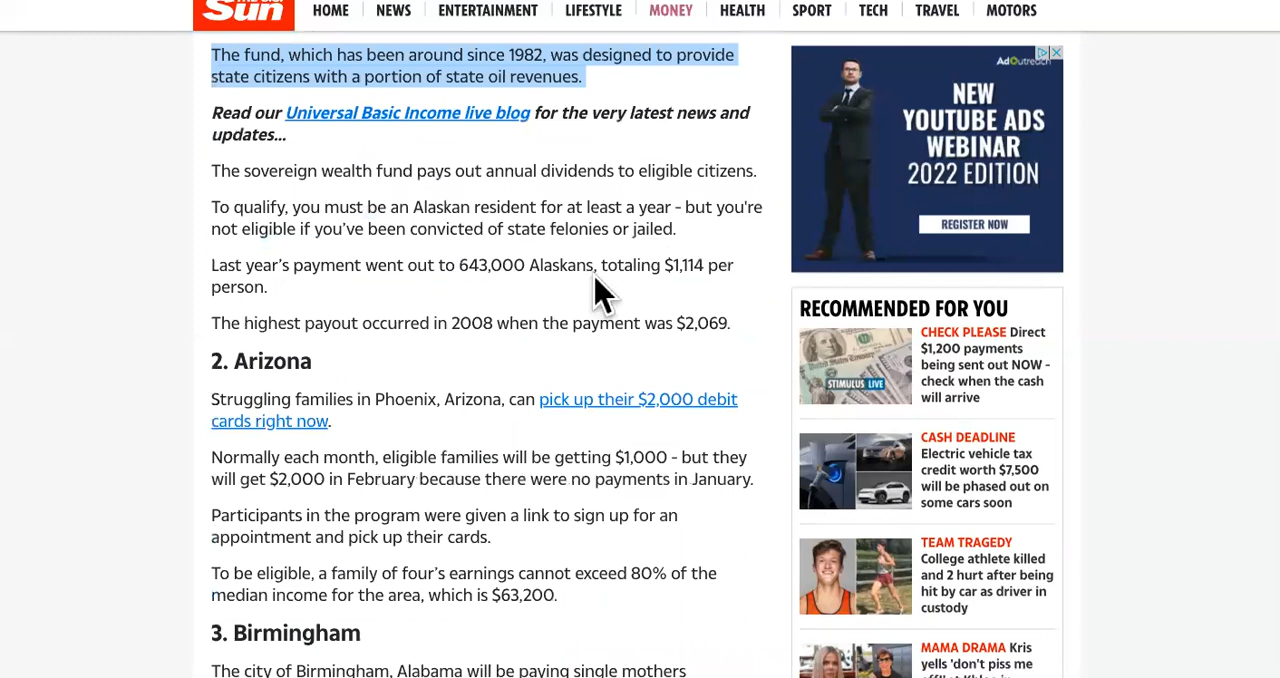 Sun
HOME
NEWS
ENTERTAINMENT
LIFESTYLE
MONEY
HEALTH
SPORT
TECH
TRAVEL
MOTORS
The fund, which has been around since 1982, was designed to provide
state citizens with a portion of state oil revenues.
Read our Universal Basic Income live blog for the very latest news and
updates...
The sovereign wealth fund pays out annual dividends to eligible citizens.
To qualify, you must be an Alaskan resident for at least a year - but you're
not eligible if you’ve been convicted of state felonies or jailed.
Last year’s payment went out to 643,000 Alaskans, totaling $1,114 per
person.
The highest payout occurred in 2008 when the payment was $2,069.
2. Arizona
Struggling families in Phoenix, Arizona, can pick up their $2,000 debit
cards right now.
Normally each month, eligible families will be getting $1,000 - but they
will get $2,000 in February because there were no payments in January.
Participants in the program were given a link to sign up for an
appointment and pick up their cards.
To be eligible, a family of four’s earnings cannot exceed 80% of the
median income for the area, which is $63,200.
3. Birmingham
The city of Birmingham, Alabama will be paying single mothers
AdOutreach
NEW
YOUTUBE ADS
WEBINAR
2022 EDITION
REGISTER NOW
RECOMMENDED FOR YOU
STIMULUS LIVE
CHECK PLEASE Direct
$1,200 payments
being sent out NOW -
check when the cash
will arrive
CASH DEADLINE
Electric vehicle tax
credit worth $7,500
will be phased out on
some cars soon
TEAM TRAGEDY
College athlete killed
and 2 hurt after being
hit by car as driver in
custody
MAMA DRAMA Kris
yells 'don't piss me